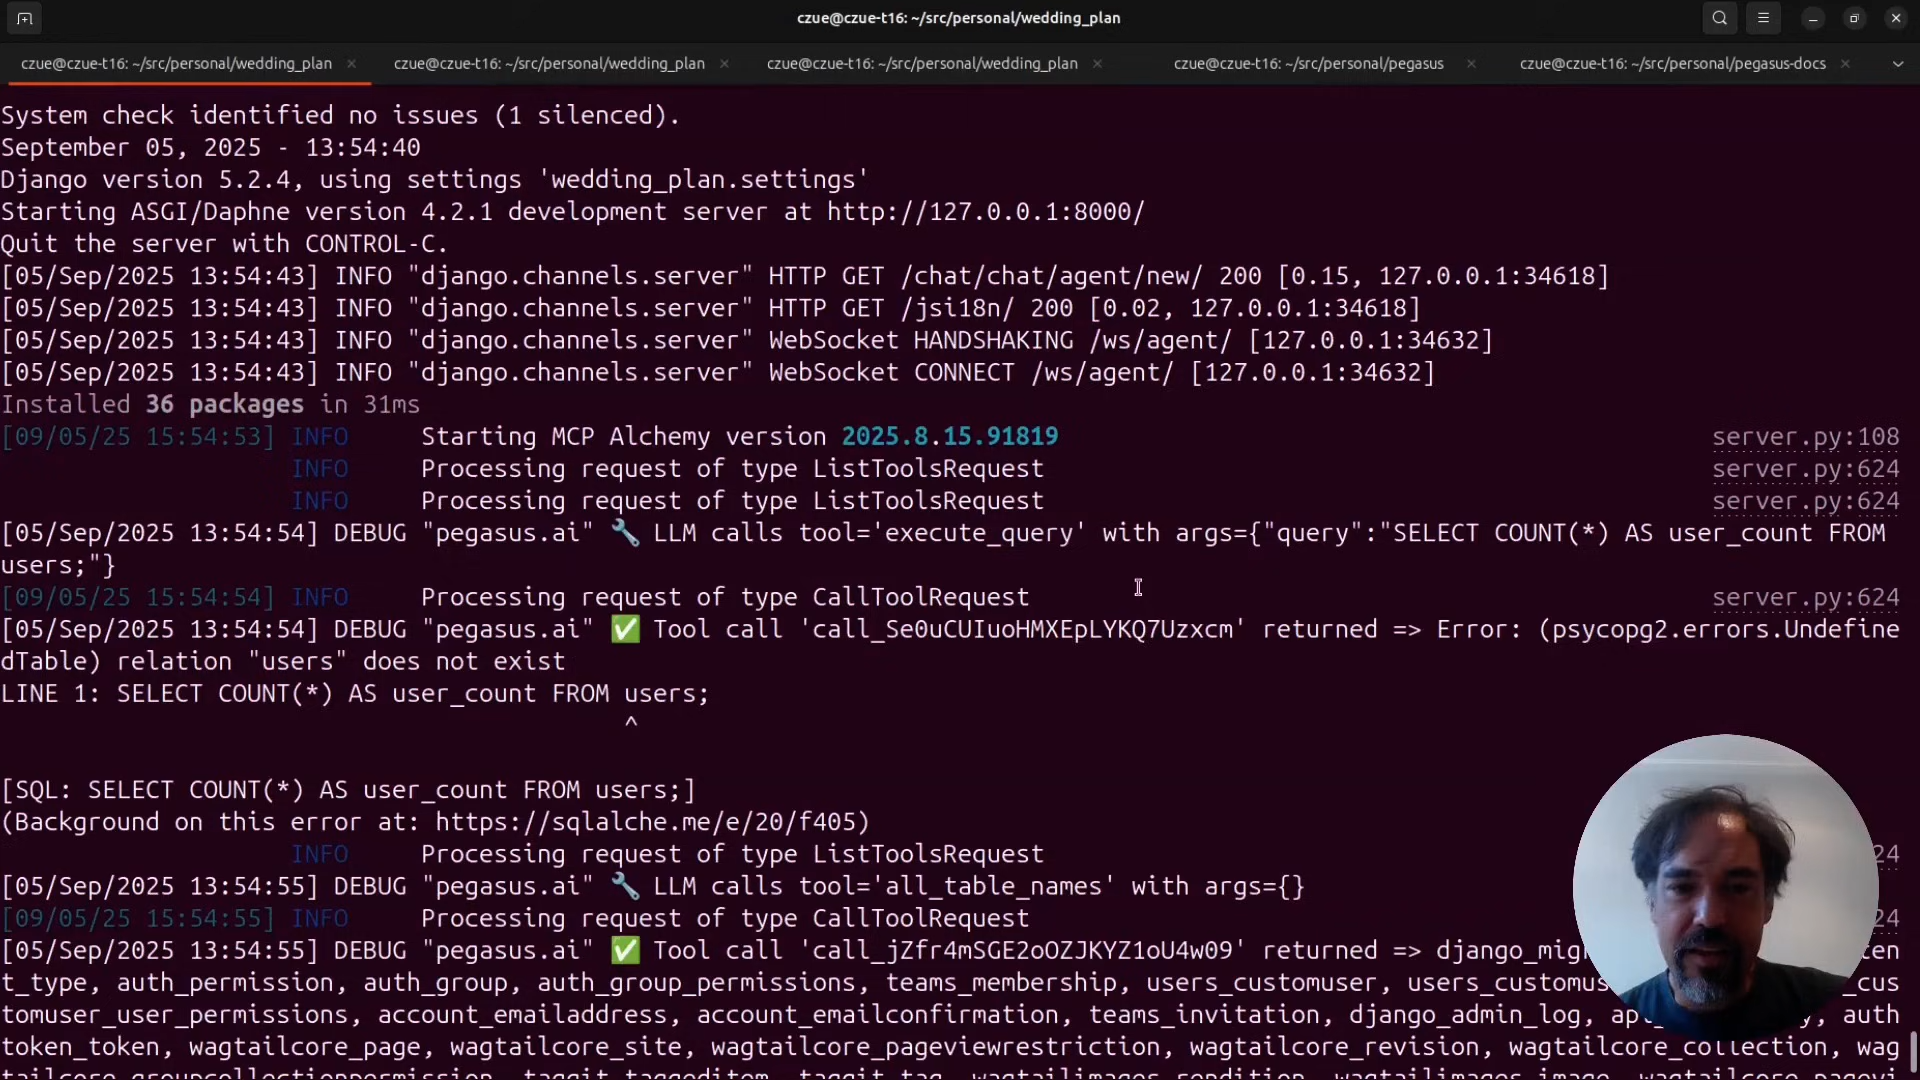 czue@czue-t16: ~/src/personal/wedding_plan
czue@czue-t16: ~/src/personal/wedding_plan × czue@czue-t16: ~/src/personal/wedding_plan × czue@czue-t16: ~/src/personal/wedding_plan × czue@czue-t16: ~/src/personal/pegasus × czue@czue-t16: ~/src/personal/pegasus-docs ×
System check identified no issues (1 silenced).
September 05, 2025 - 13:54:40
Django version 5.2.4, using settings 'wedding_plan.settings'
Starting ASGI/Daphne version 4.2.1 development server at http://127.0.0.1:8000/
Quit the server with CONTROL-C.
[05/Sep/2025 13:54:43] INFO "django.channels.server" HTTP GET /chat/chat/agent/new/ 200 [0.15, 127.0.0.1:34618]
[05/Sep/2025 13:54:43] INFO "django.channels.server" HTTP GET /jsi18n/ 200 [0.02, 127.0.0.1:34618]
[05/Sep/2025 13:54:43] INFO "django.channels.server" WebSocket HANDSHAKING /ws/agent/ [127.0.0.1:34632]
[05/Sep/2025 13:54:43] INFO "django.channels.server" WebSocket CONNECT /ws/agent/ [127.0.0.1:34632]
Installed 36 packages in 31ms
[09/05/25 15:54:53] INFO Starting MCP Alchemy version 2025.8.15.91819 server.py:108
INFO Processing request of type ListToolsRequest server.py:624
INFO Processing request of type ListToolsRequest server.py:624
[05/Sep/2025 13:54:54] DEBUG "pegasus.ai" 🔧 LLM calls tool='execute_query' with args={"query":"SELECT COUNT(*) AS user_count FROM
users;"}
[09/05/25 15:54:54] INFO Processing request of type CallToolRequest server.py:624
[05/Sep/2025 13:54:54] DEBUG "pegasus.ai" ✅ Tool call 'call_Se0uCUIuoHMXEpLYKQ7Uzxcm' returned => Error: (psycopg2.errors.Undefine
dTable) relation "users" does not exist
LINE 1: SELECT COUNT(*) AS user_count FROM users;
^
[SQL: SELECT COUNT(*) AS user_count FROM users;]
(Background on this error at: https://sqlalche.me/e/20/f405)
INFO Processing request of type ListToolsRequest 24
[05/Sep/2025 13:54:55] DEBUG "pegasus.ai" 🔧 LLM calls tool='all_table_names' with args={}
[09/05/25 15:54:55] INFO Processing request of type CallToolRequest 24
[05/Sep/2025 13:54:55] DEBUG "pegasus.ai" ✅ Tool call 'call_jZfr4mSGE2oOZJKYZ1oU4w09' returned => django_mig ten
t_type, auth_permission, auth_group, auth_group_permissions, teams_membership, users_customuser, users_customus _cus
tomuser_user_permissions, account_emailaddress, account_emailconfirmation, teams_invitation, django_admin_log, auth
token_token, wagtailcore_page, wagtailcore_site, wagtailcore_pageviewrestriction, wagtailcore_revision, wagtailcore_collection, wag
tailcore_groupcollectionpermission, taggit_taggeditem, taggit_tag, wagtailimages_rendition, wagtailimages_image, wagtailcore_pagevi